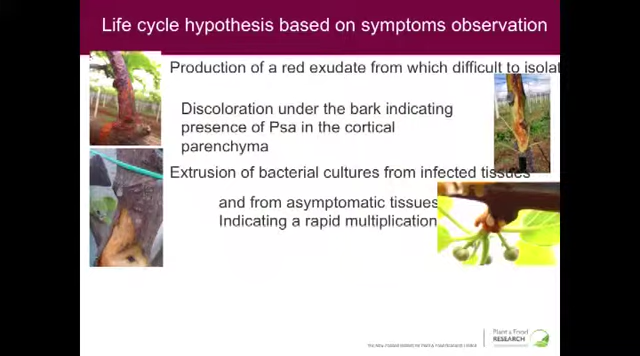 Life cycle hypothesis based on symptoms observation
Production of a red exudate from which difficult to isolat
Discoloration under the bark indicating
presence of Psa in the cortical
parenchyma
Extrusion of bacterial cultures from infected tissues
and from asymptomatic tissues
Indicating a rapid multiplication
Plant & Food
RESEARCH